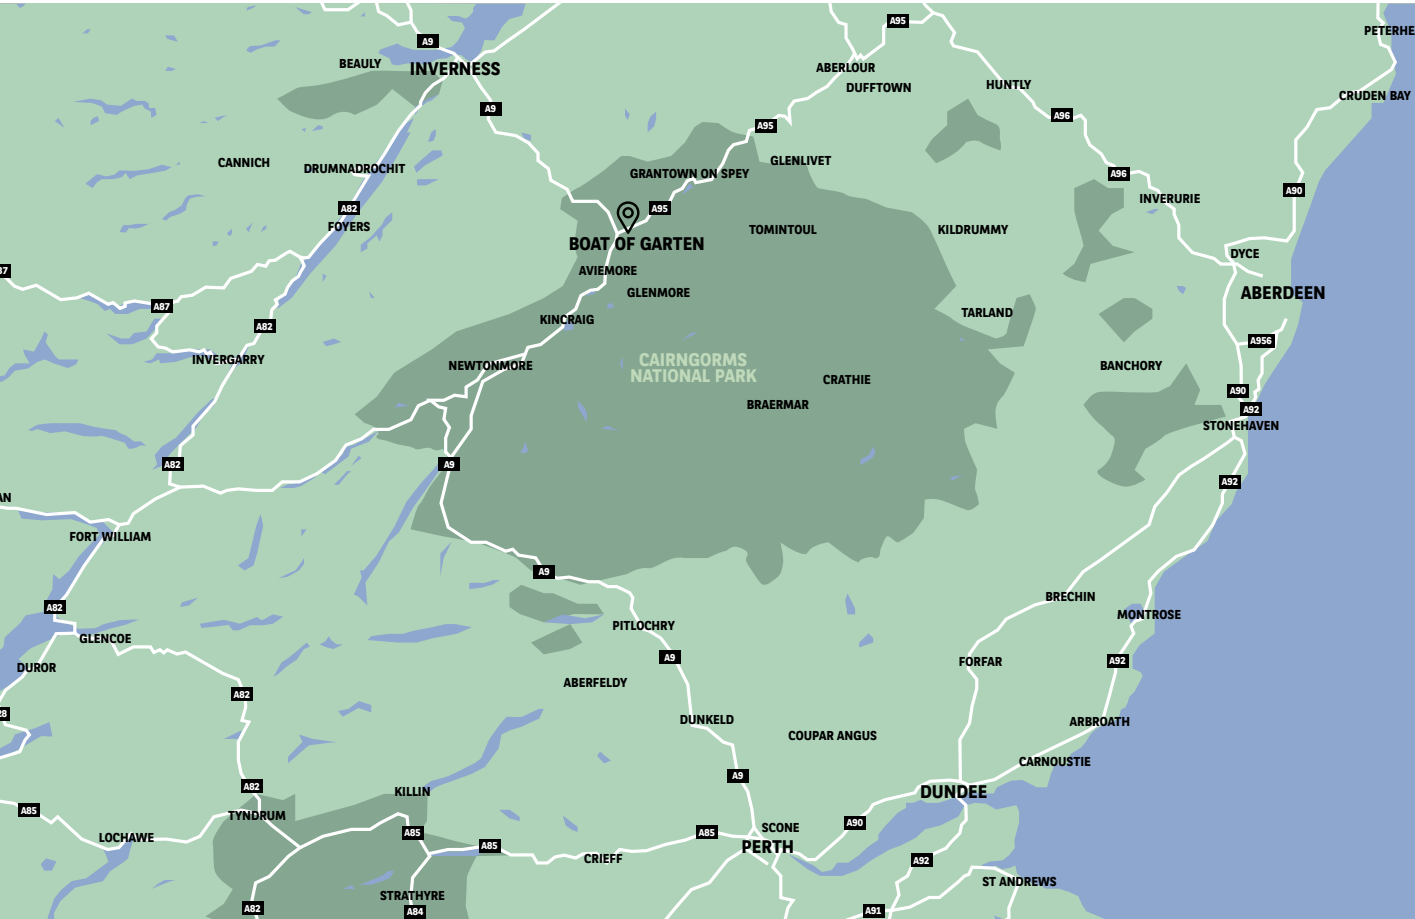 A95
PETERHE
A9
BEAULY
INVERNESS
ABERLOUR
DUFFTOWN
HUNTLY
CRUDEN BAY
A9
A96
A95
CANNICH
DRUMNADROCHIT
GLENLIVET
GRANTOWN ON SPEY
A96
A90
INVERURIE
A82
A95
FOYERS
TOMINTOUL
KILDRUMMY
BOAT OF GARTEN
DYCE
87
AVIEMORE
GLENMORE
ABERDEEN
A87
A82
KINCRAIG
TARLAND
A956
INVERGARRY
NEWTONMORE
CAIRNGORMS
NATIONAL PARK
BANCHORY
CRATHIE
A90
BRAERMAR
A92
STONEHAVEN
A82
A9
A92
AN
FORT WILLIAM
A9
BRECHIN
A82
MONTROSE
PITLOCHRY
GLENCOE
A9
FORFAR
A92
DUROR
ABERFELDY
A82
28
DUNKELD
ARBROATH
COUPAR ANGUS
CARNOUSTIE
A9
A82
KILLIN
DUNDEE
A85
TYNDRUM
A90
SCONE
A85
A85
LOCHAWE
A85
PERTH
CRIEFF
A92
ST ANDREWS
STRATHYRE
A82
A84
A91